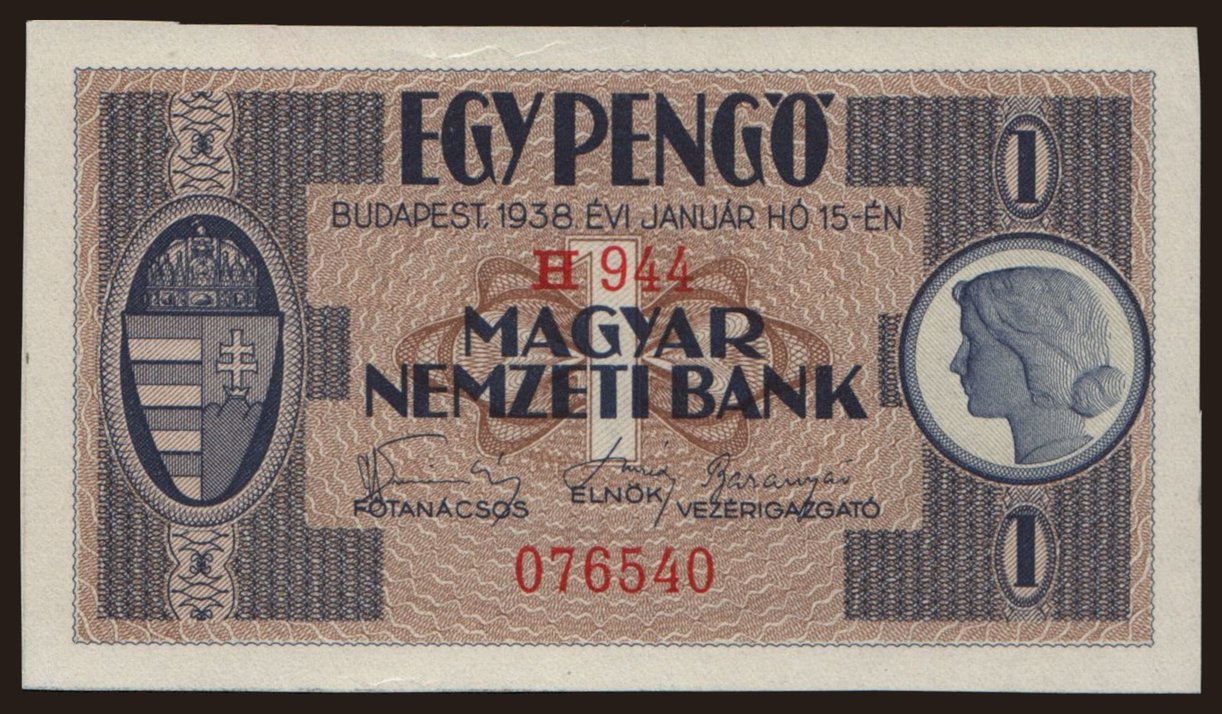 EGY PENGŐ
BUDAPEST, 1938. ÉVI JANUÁR HÓ 15-ÉN
H 944
MAGYAR
NEMZETI BANK
FŐTANÁCSOS ELNÖK VEZÉRIGAZGATÓ
076540
1
1
1